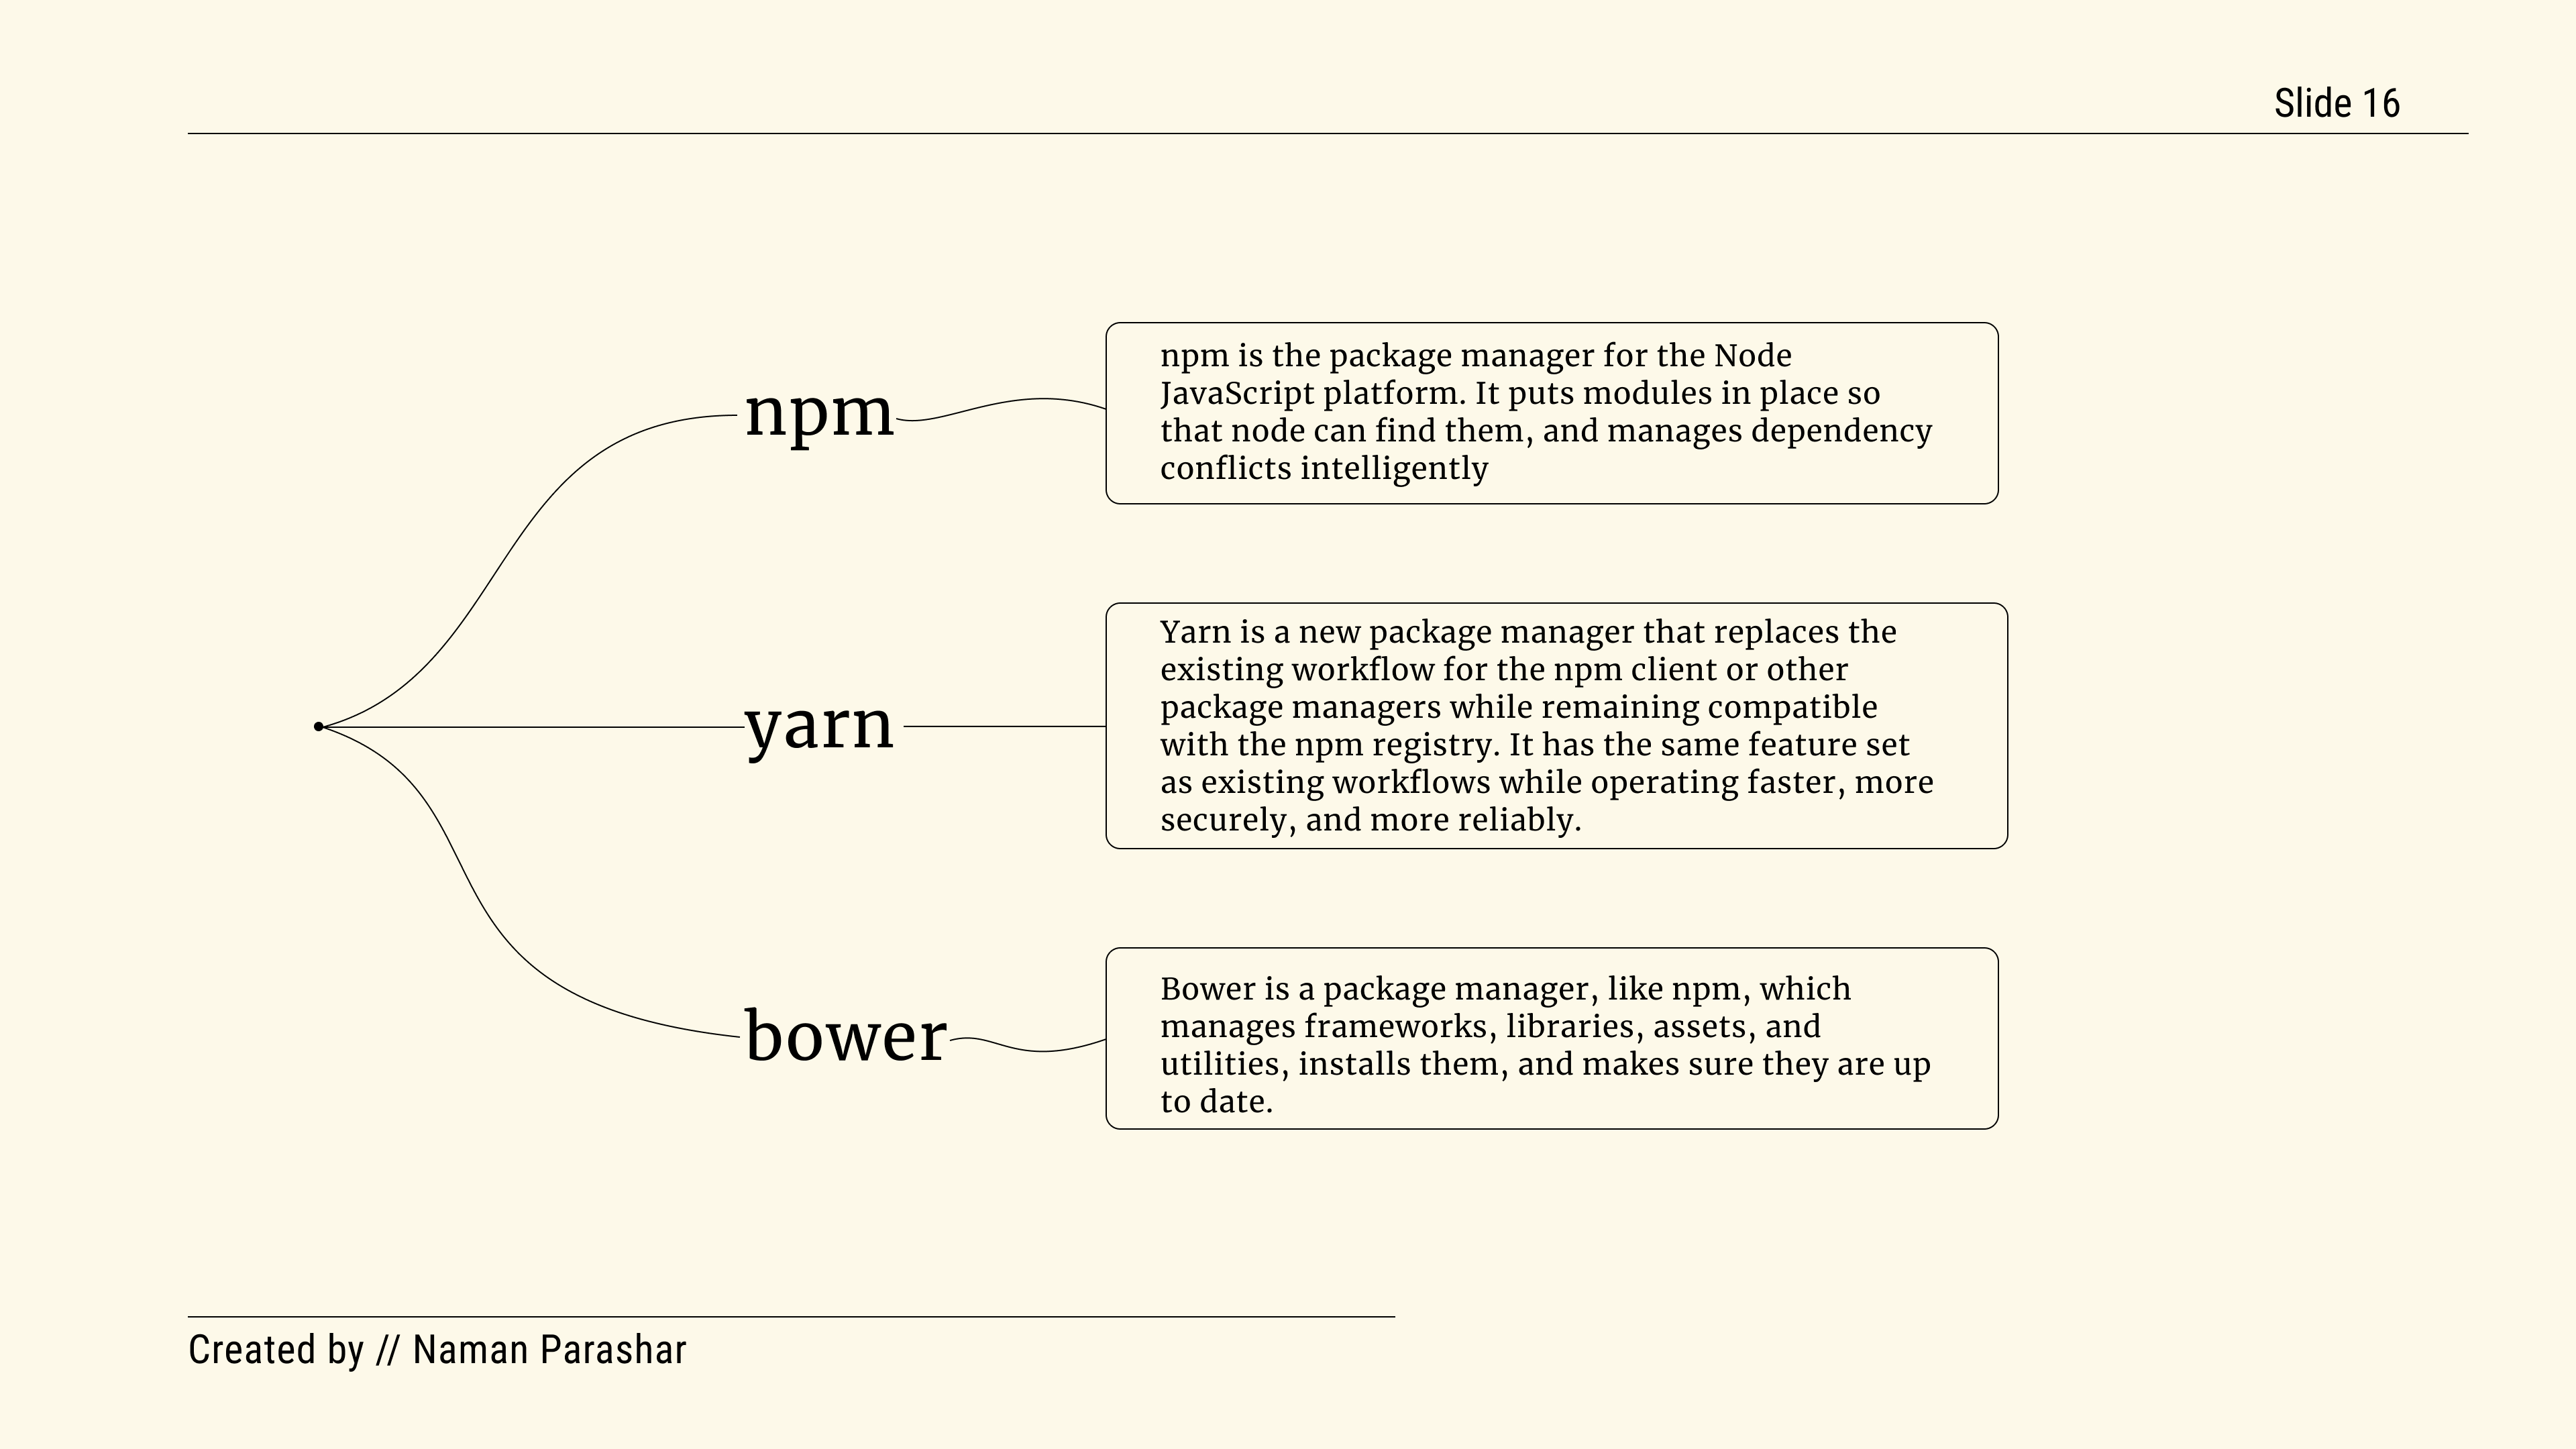 Slide 16
npm
npm is the package manager for the Node
JavaScript platform. It puts modules in place so
that node can find them, and manages dependency
conflicts intelligently
yarn
Yarn is a new package manager that replaces the
existing workflow for the npm client or other
package managers while remaining compatible
with the npm registry. It has the same feature set
as existing workflows while operating faster, more
securely, and more reliably.
bower
Bower is a package manager, like npm, which
manages frameworks, libraries, assets, and
utilities, installs them, and makes sure they are up
to date.
Created by // Naman Parashar